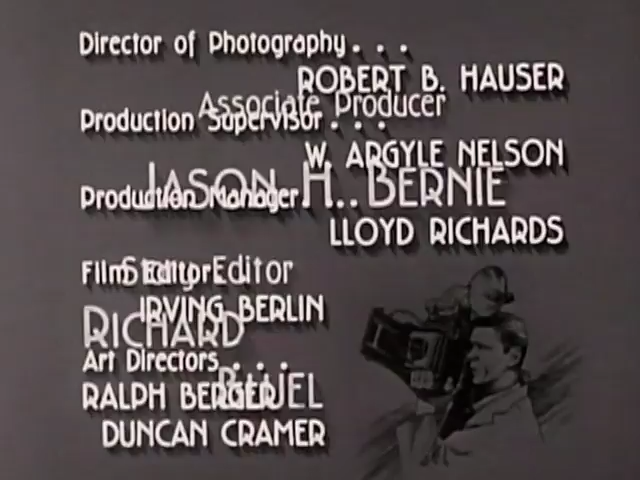 Director of Photography...
ROBERT B. HAUSER
Associate Producer
Production Supervisor...
W. ARGYLE NELSON
JASON H. BERNIE
Production Manager...
LLOYD RICHARDS
Story Editor
Film Editor...
IRVING BERLIN
RICHARD
Art Directors...
BLUEL
RALPH BERGER
DUNCAN CRAMER